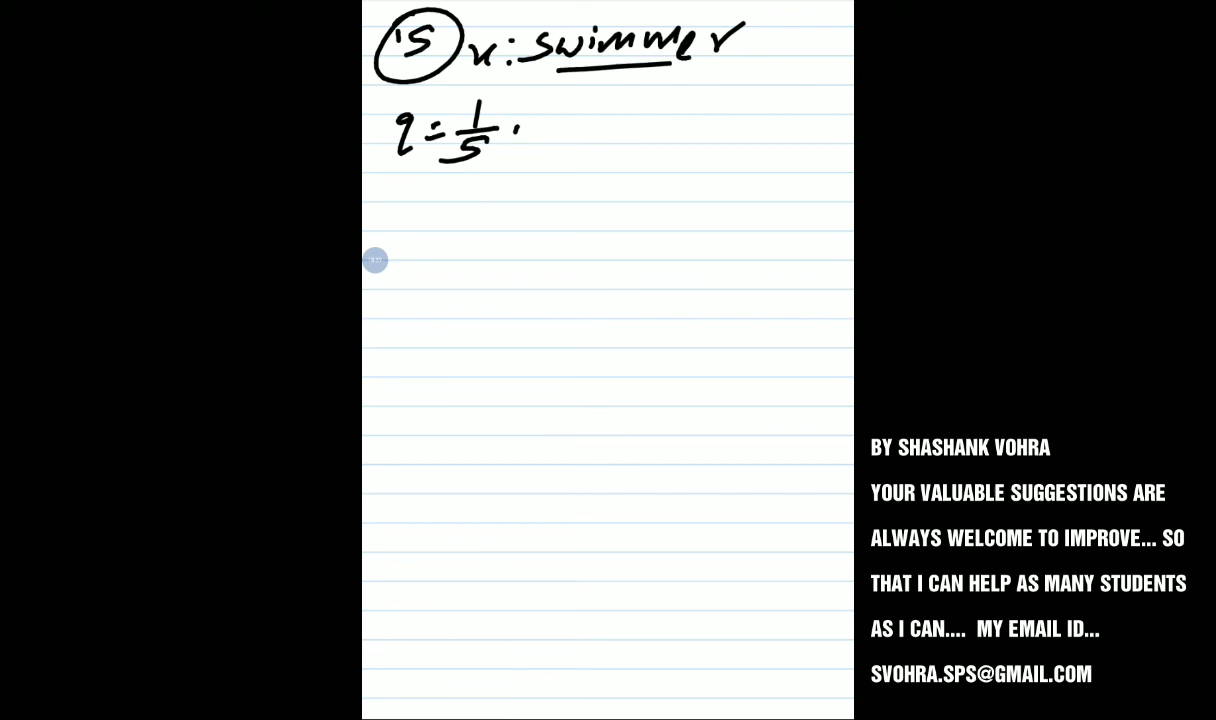 15 x: swimmer
q = 1/5 .
BY SHASHANK VOHRA
YOUR VALUABLE SUGGESTIONS ARE
ALWAYS WELCOME TO IMPROVE... SO
THAT I CAN HELP AS MANY STUDENTS
AS I CAN.... MY EMAIL ID...
SVOHRA.SPS@GMAIL.COM